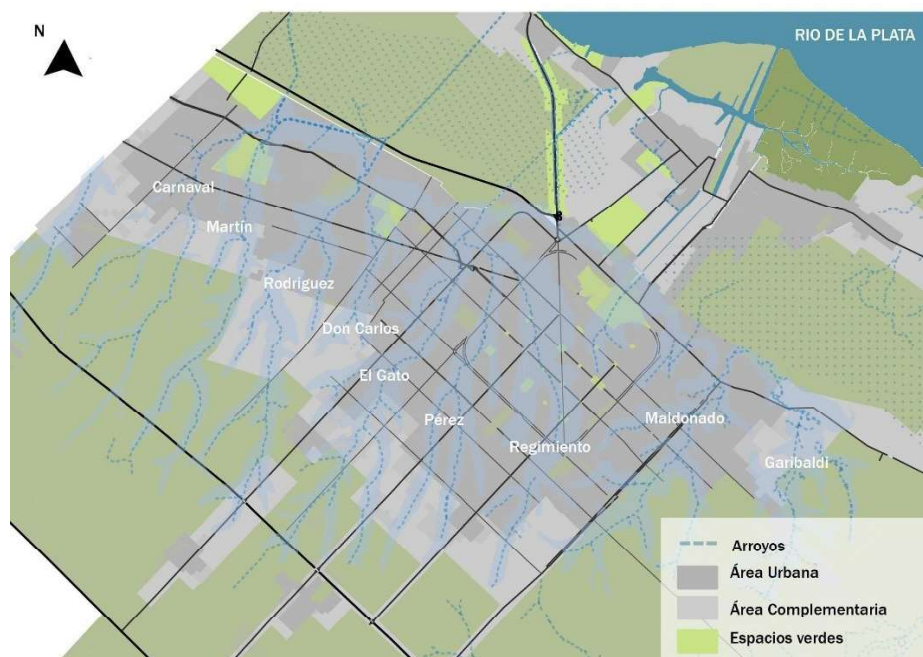 N
RIO DE LA PLATA
Carnaval
Martín
Rodriguez
Don Carlos
El Gato
Pérez
Regimiento
Maldonado
Garibaldi
Arroyos
Área Urbana
Área Complementaria
Espacios verdes